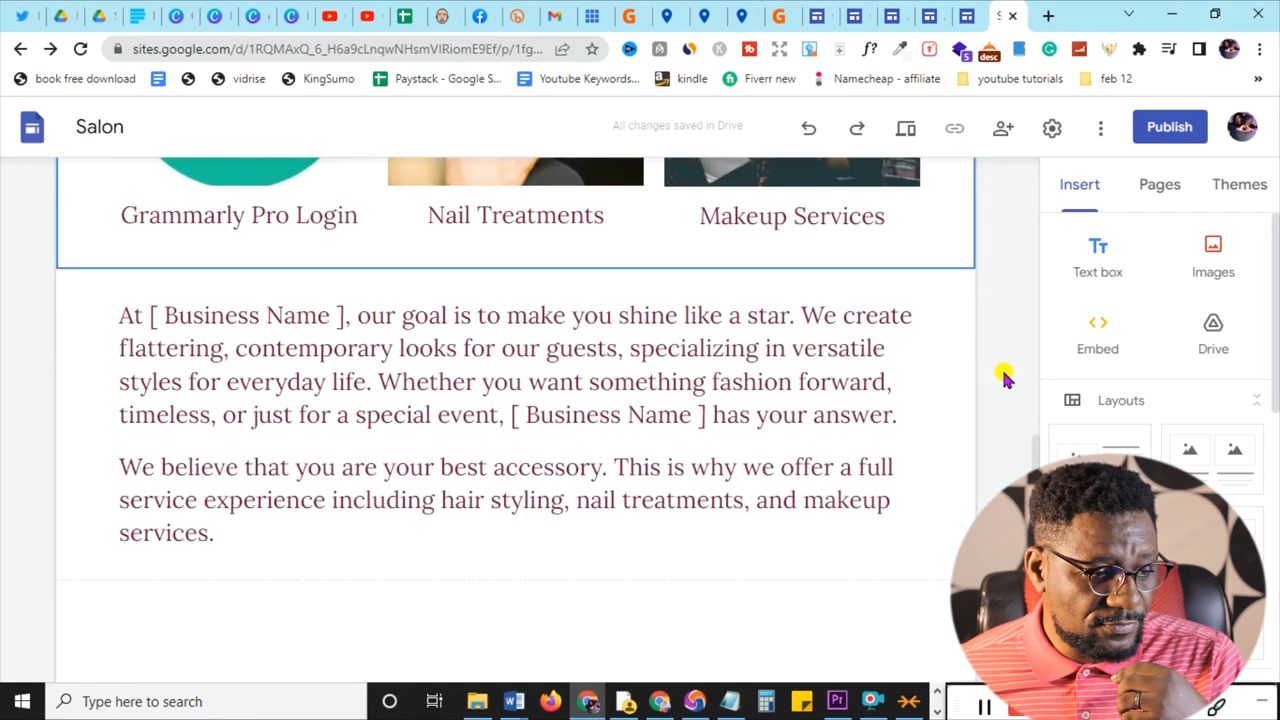 sites.google.com/d/1RQMAxQ_6_H6a9cLnqwNHsmVlRiomE9Ef/p/1fg...
book free download
vidrise
KingSumo
Paystack - Google S...
Youtube Keywords...
kindle
Fiverr new
Namecheap - affiliate
youtube tutorials
feb 12
»
Salon
All changes saved in Drive
Publish
Insert
Pages
Themes
Grammarly Pro Login
Nail Treatments
Makeup Services
Tт
Text box
Images
Embed
Drive
Layouts
At [ Business Name ], our goal is to make you shine like a star. We create
flattering, contemporary looks for our guests, specializing in versatile
styles for everyday life. Whether you want something fashion forward,
timeless, or just for a special event, [ Business Name ] has your answer.
We believe that you are your best accessory. This is why we offer a full
service experience including hair styling, nail treatments, and makeup
services.
Type here to search